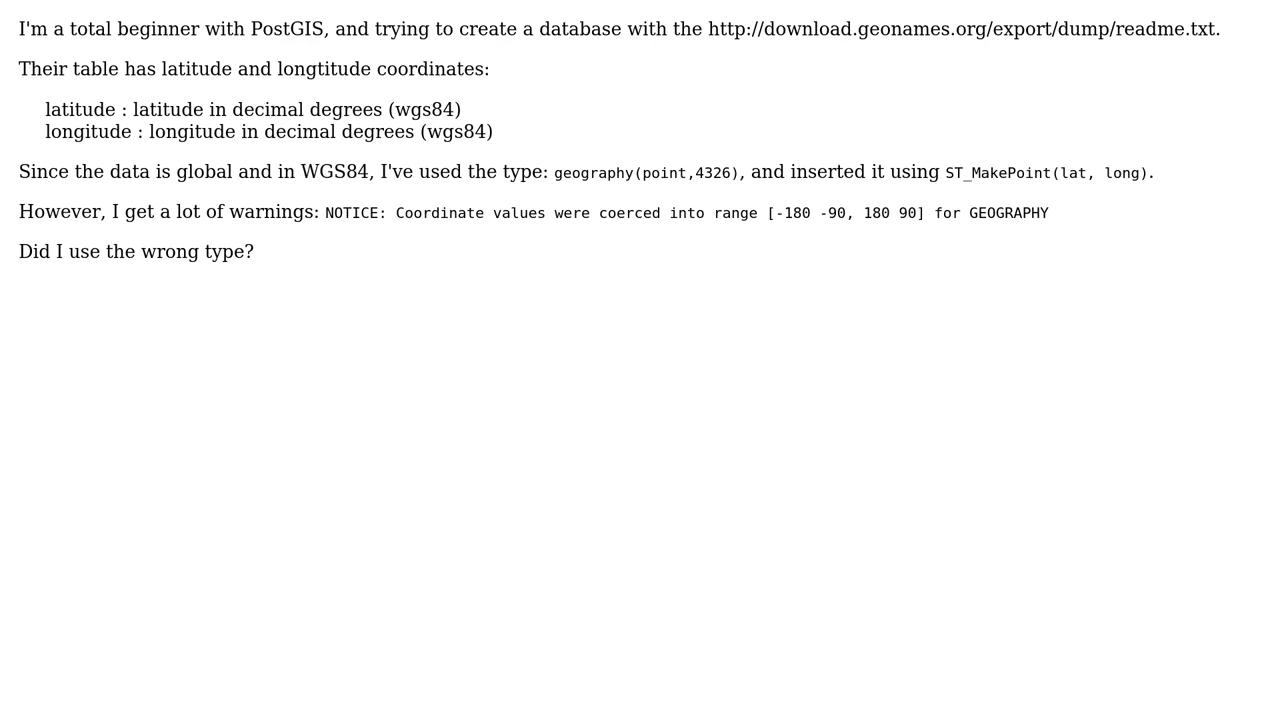 I'm a total beginner with PostGIS, and trying to create a database with the http://download.geonames.org/export/dump/readme.txt.
Their table has latitude and longtitude coordinates:
latitude : latitude in decimal degrees (wgs84)
longitude : longitude in decimal degrees (wgs84)
Since the data is global and in WGS84, I've used the type: geography(point,4326), and inserted it using ST_MakePoint(lat, long).
However, I get a lot of warnings: NOTICE: Coordinate values were coerced into range [-180 -90, 180 90] for GEOGRAPHY
Did I use the wrong type?